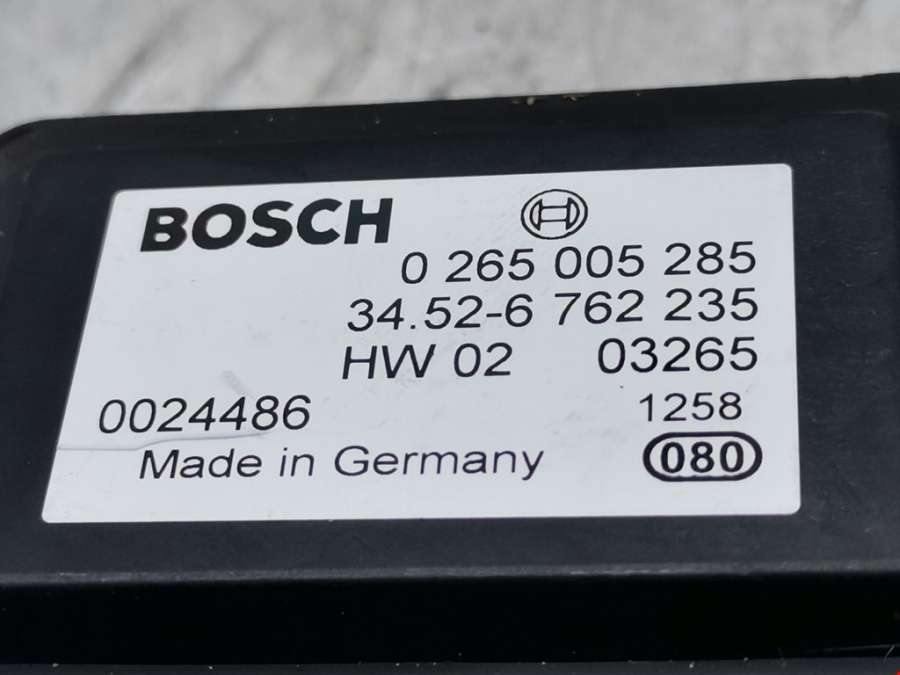 BOSCH
0 265 005 285
34.52-6 762 235
HW 02 03265
0024486 1258
Made in Germany 080